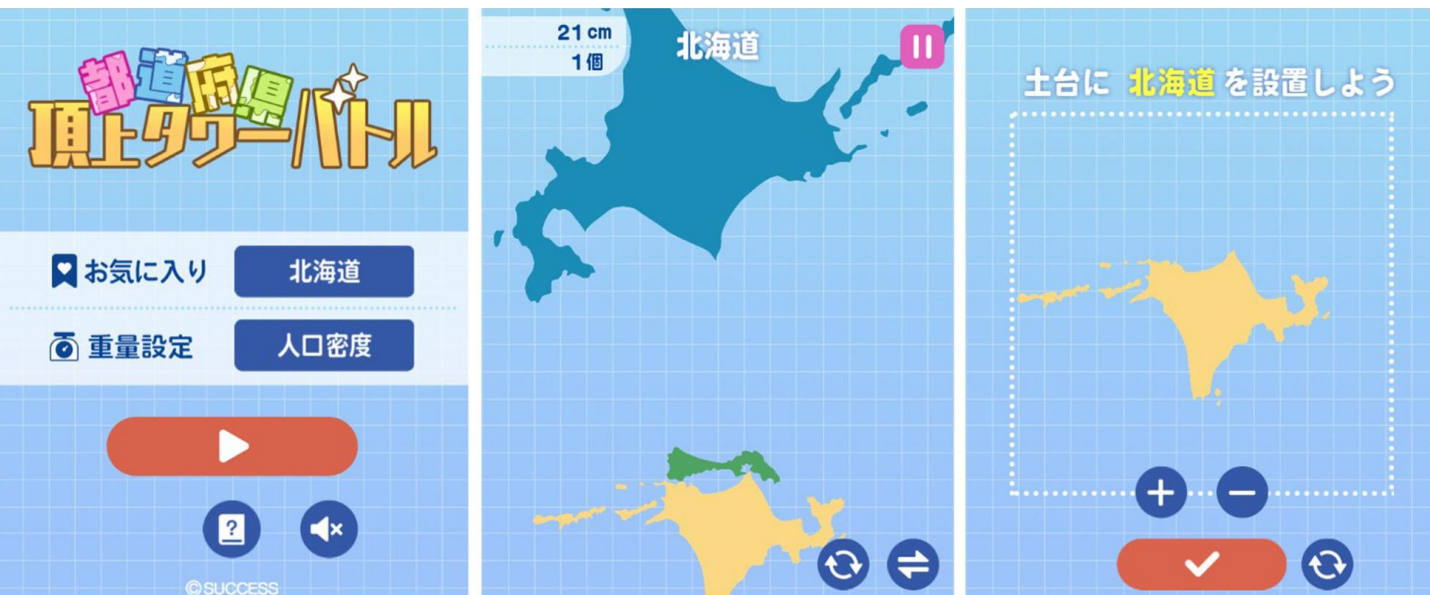 都道府県
頂上タワーバトル
お気に入り
北海道
重量設定
人口密度
?
©SUCCESS
21cm
1個
北海道
土台に 北海道 を設置しよう